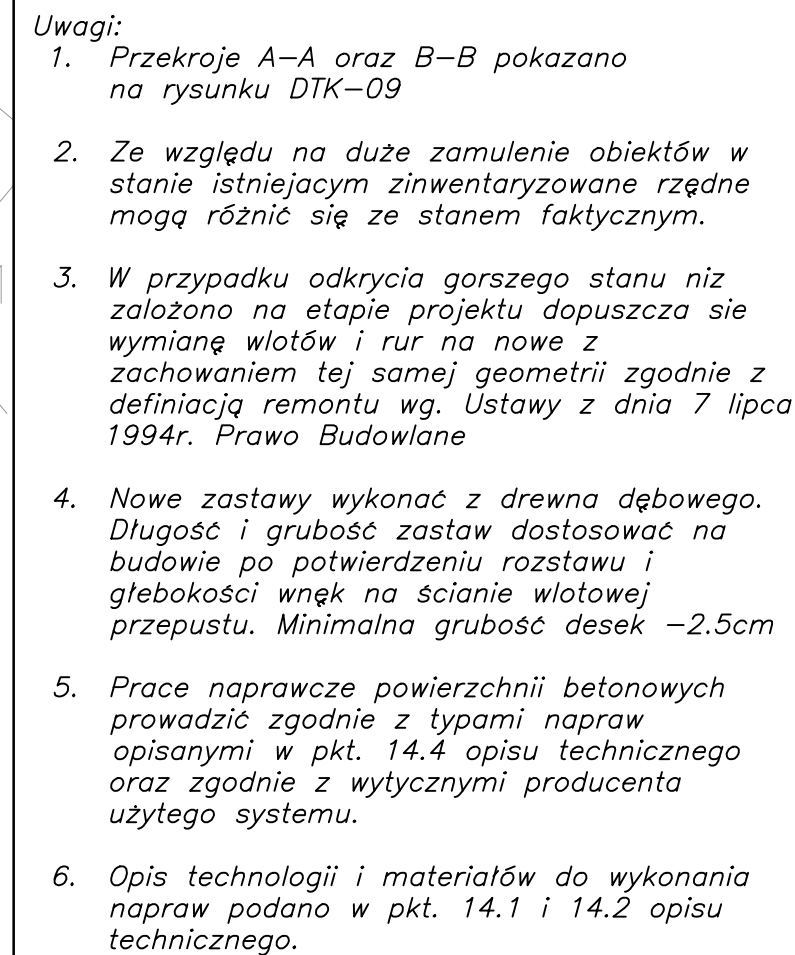 Uwagi:
1. Przekroje A–A oraz B–B pokazano
na rysunku DTK–09
2. Ze względu na duże zamulenie obiektów w
stanie istniejacym zinwentaryzowane rzędne
mogą różnić się ze stanem faktycznym.
3. W przypadku odkrycia gorszego stanu niz
zalożono na etapie projektu dopuszcza sie
wymianę wlotów i rur na nowe z
zachowaniem tej samej geometrii zgodnie z
definiacją remontu wg. Ustawy z dnia 7 lipca
1994r. Prawo Budowlane
4. Nowe zastawy wykonać z drewna dębowego.
Długość i grubość zastaw dostosować na
budowie po potwierdzeniu rozstawu i
głebokości wnęk na ścianie wlotowej
przepustu. Minimalna grubość desek –2.5cm
5. Prace naprawcze powierzchnii betonowych
prowadzić zgodnie z typami napraw
opisanymi w pkt. 14.4 opisu technicznego
oraz zgodnie z wytycznymi producenta
użytego systemu.
6. Opis technologii i materiałów do wykonania
napraw podano w pkt. 14.1 i 14.2 opisu
technicznego.